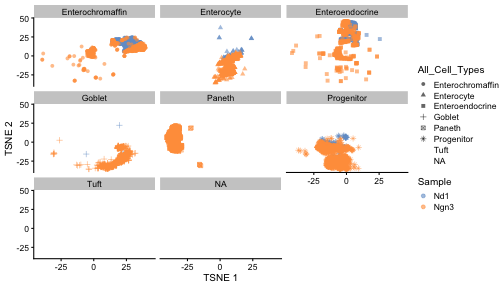 Enterochromaffin Enterocyte Enteroendocrine
50
25
0
-25
Goblet Paneth Progenitor
50
25
0
-25
Tuft NA
50
25
0
-25
-25 0 25
-25 0 25
-25 0 25
TSNE 1
TSNE 2
All_Cell_Types
Enterochromaffin
Enterocyte
Enteroendocrine
Goblet
Paneth
Progenitor
Tuft
NA
Sample
Nd1
Ngn3